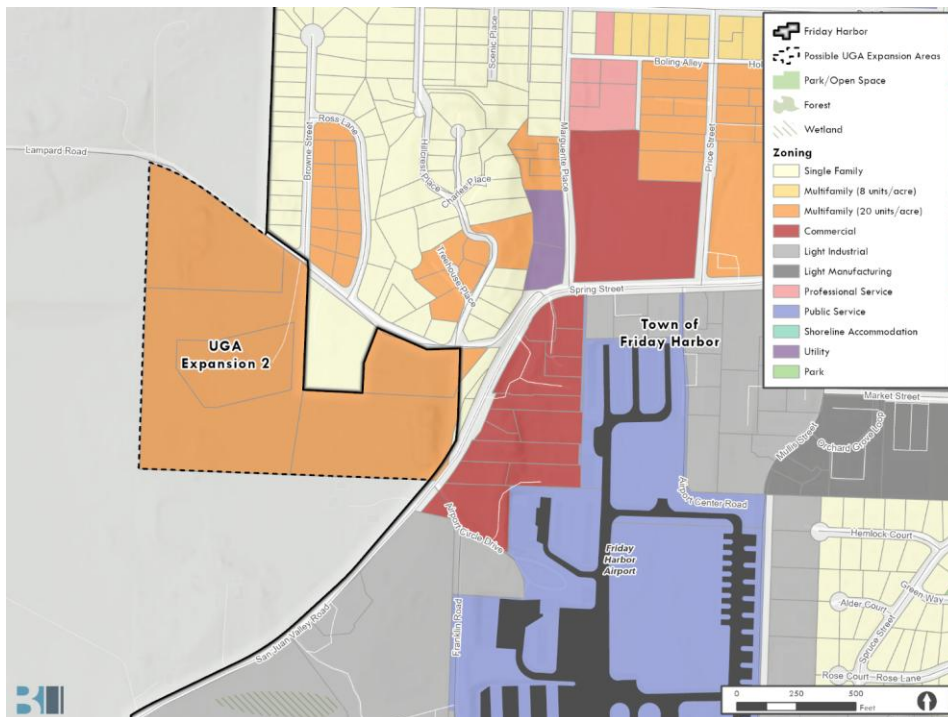 Friday Harbor
Possible UGA Expansion Areas
Park/Open Space
Forest
Wetland
Zoning
Single Family
Multifamily (8 units/acre)
Multifamily (20 units/acre)
Commercial
Light Industrial
Light Manufacturing
Professional Service
Public Service
Shoreline Accommodation
Utility
Park
Scenic Place
Boling Alley
Ross Lane
Browne Street
Hillcrest Place
Charles Place
Marguerite Place
Price Street
Lampard Road
Treehouse Place
Spring Street
Town of
Friday Harbor
UGA
Expansion 2
Market Street
Mullis Street
Orchard Grove Loop
Airport Center Road
Airport Circle Drive
Friday
Harbor
Airport
Hemlock Court
Green Way
Alder Court
Spruce Street
Franklin Road
San Juan Valley Road
Rose Court
Rose Lane
0 250 500
Feet